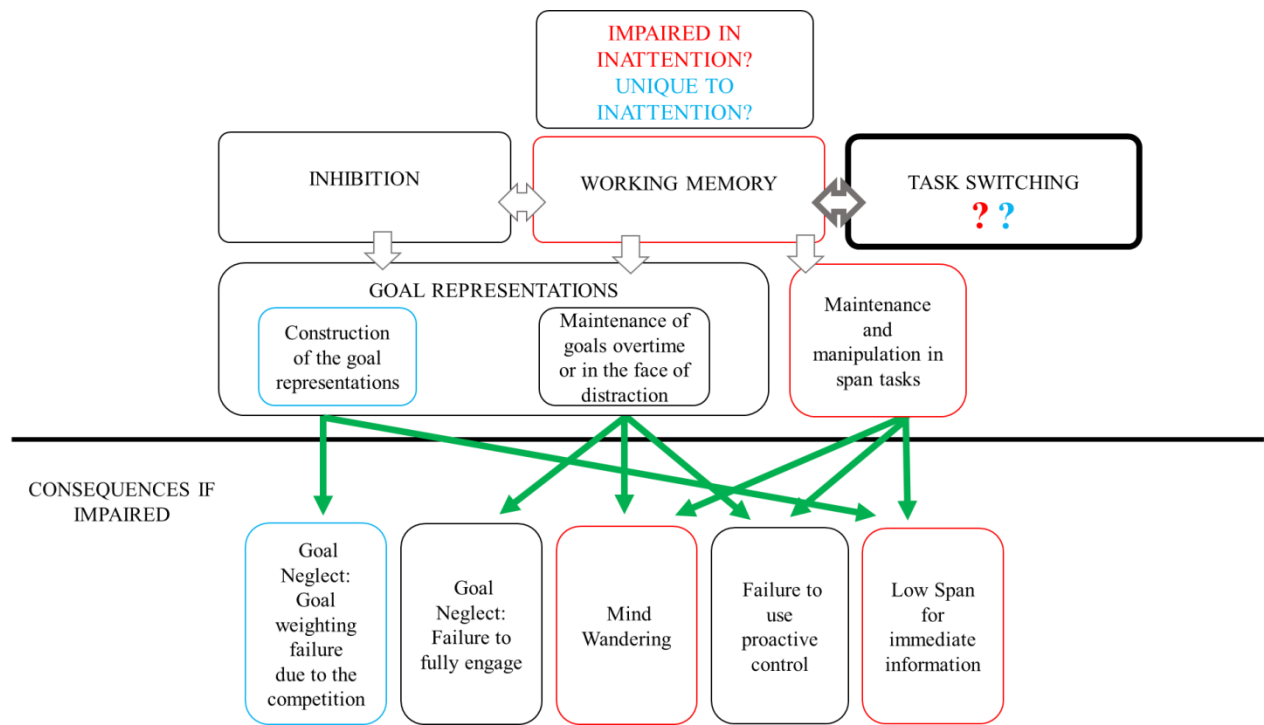 IMPAIRED IN
INATTENTION?
UNIQUE TO
INATTENTION?
INHIBITION
WORKING MEMORY
TASK SWITCHING
? ?
GOAL REPRESENTATIONS
Construction
of the goal
representations
Maintenance of
goals overtime
or in the face of
distraction
Maintenance
and
manipulation in
span tasks
CONSEQUENCES IF
IMPAIRED
Goal
Neglect:
Goal
weighting
failure
due to the
competition
Goal
Neglect:
Failure to
fully engage
Mind
Wandering
Failure to
use
proactive
control
Low Span
for
immediate
information